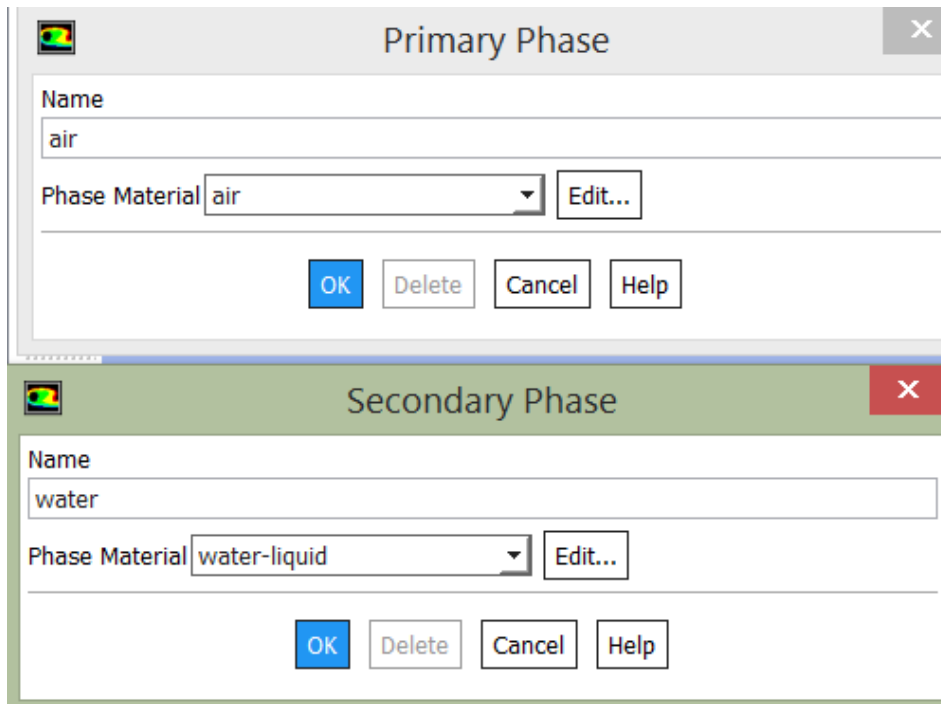 Primary Phase
Name
air
Phase Material air Edit...
OK Delete Cancel Help
Secondary Phase
Name
water
Phase Material water-liquid Edit...
OK Delete Cancel Help